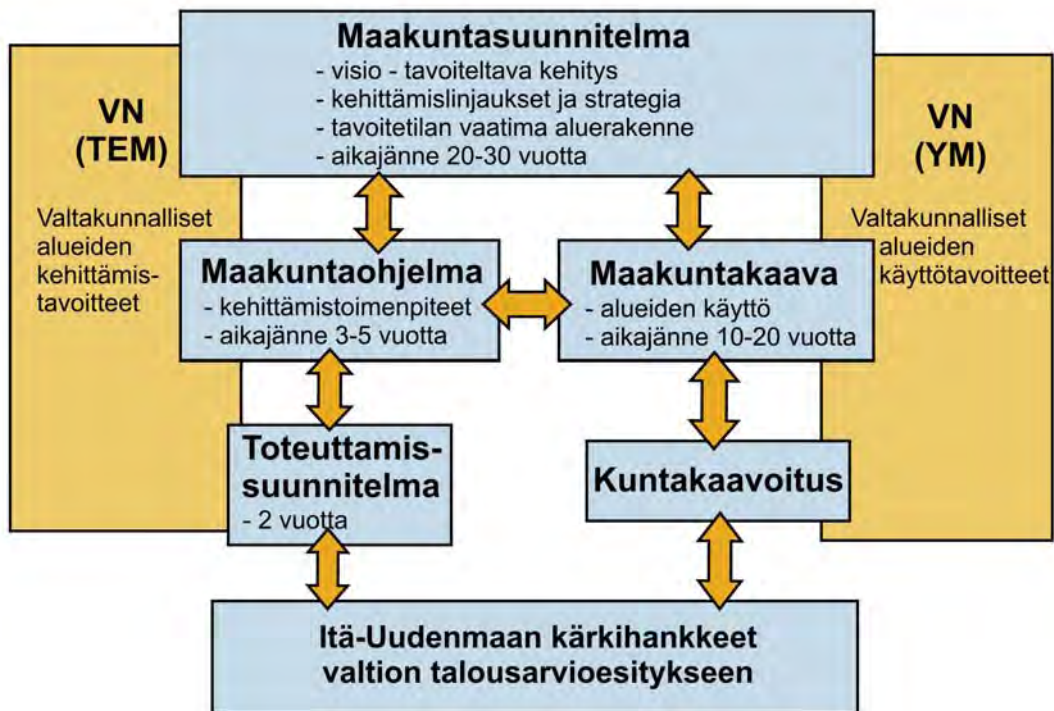 Maakuntasuunnitelma
- visio - tavoiteltava kehitys
- kehittämislinjaukset ja strategia
- tavoitetilan vaatima aluerakenne
- aikajänne 20-30 vuotta
VN
(TEM)
Valtakunnalliset
alueiden
kehittämis-
tavoitteet
VN
(YM)
Valtakunnalliset
alueiden
käyttötavoitteet
Maakuntaohjelma
- kehittämistoimenpiteet
- aikajänne 3-5 vuotta
Maakuntakaava
- alueiden käyttö
- aikajänne 10-20 vuotta
Toteuttamis-
suunnitelma
- 2 vuotta
Kuntakaavoitus
Itä-Uudenmaan kärkihankkeet
valtion talousarvioesitykseen